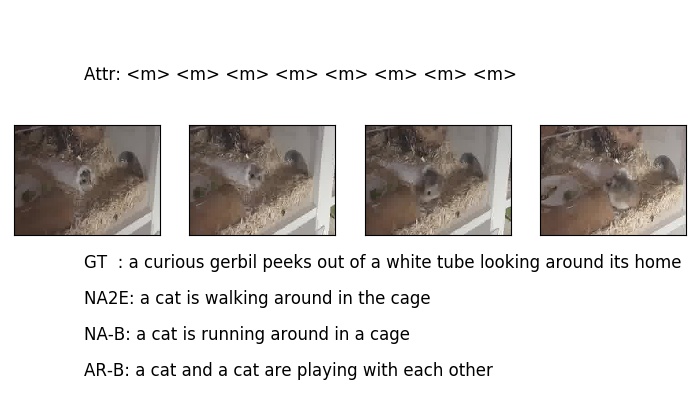 Attr: <m> <m> <m> <m> <m> <m> <m> <m>
GT  : a curious gerbil peeks out of a white tube looking around its home
NA2E: a cat is walking around in the cage
NA-B: a cat is running around in a cage
AR-B: a cat and a cat are playing with each other